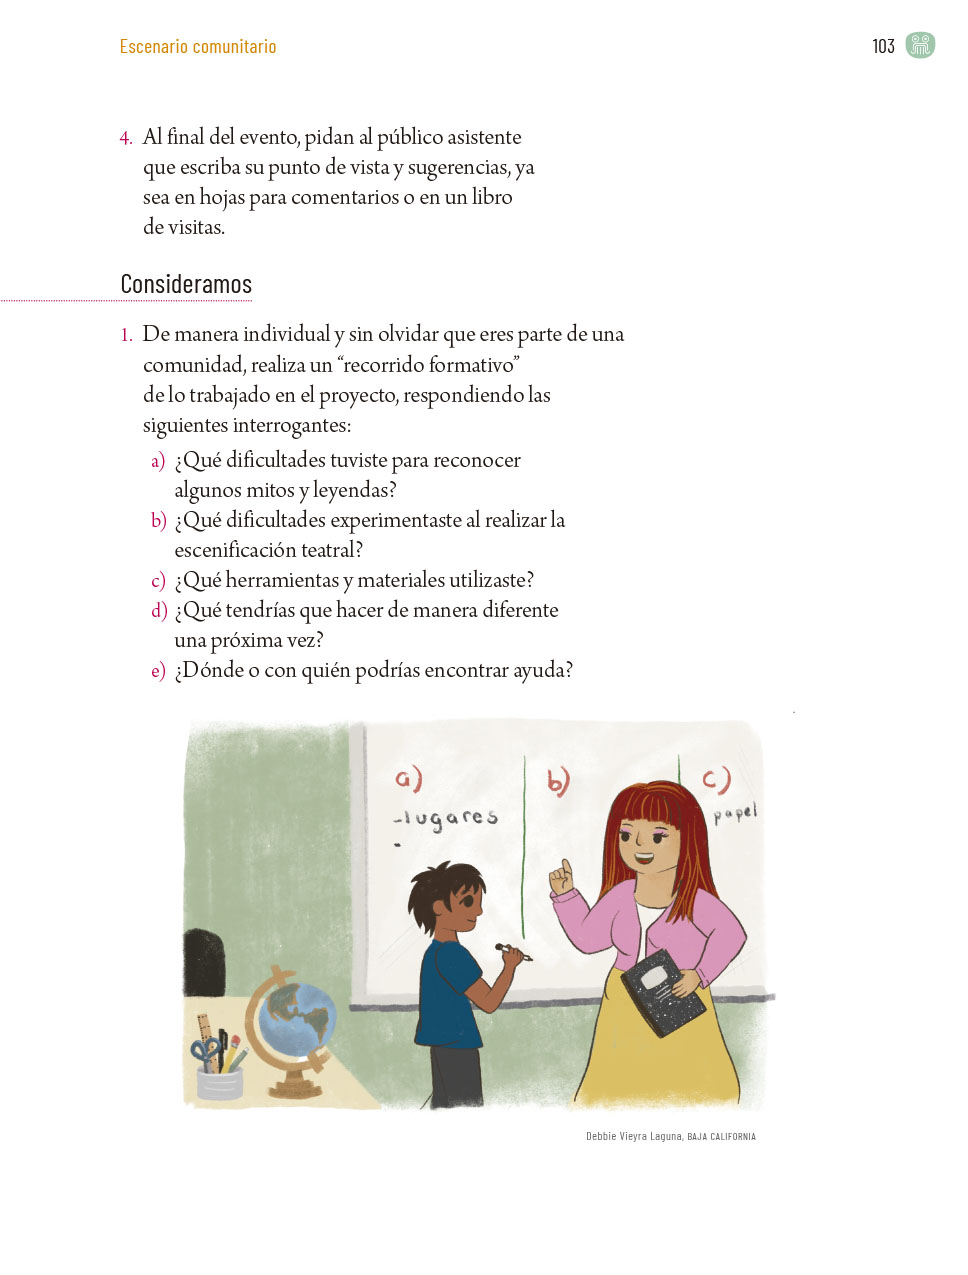 Escenario comunitario
103
4. Al final del evento, pidan al público asistente
que escriba su punto de vista y sugerencias, ya
sea en hojas para comentarios o en un libro
de visitas.
Consideramos
1. De manera individual y sin olvidar que eres parte de una
comunidad, realiza un “recorrido formativo”
de lo trabajado en el proyecto, respondiendo las
siguientes interrogantes:
a) ¿Qué dificultades tuviste para reconocer
algunos mitos y leyendas?
b) ¿Qué dificultades experimentaste al realizar la
escenificación teatral?
c) ¿Qué herramientas y materiales utilizaste?
d) ¿Qué tendrías que hacer de manera diferente
una próxima vez?
e) ¿Dónde o con quién podrías encontrar ayuda?
a)
-lugares
-
b)
c)
papel
Debbie Vieyra Laguna, BAJA CALIFORNIA